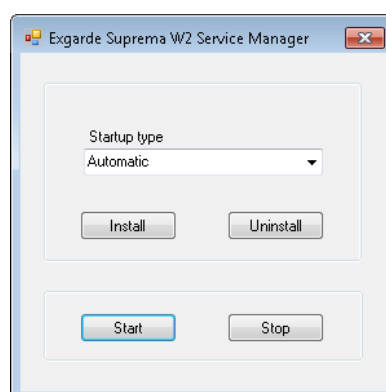 Exgarde Suprema W2 Service Manager
Startup type
Automatic
Install Uninstall
Start Stop